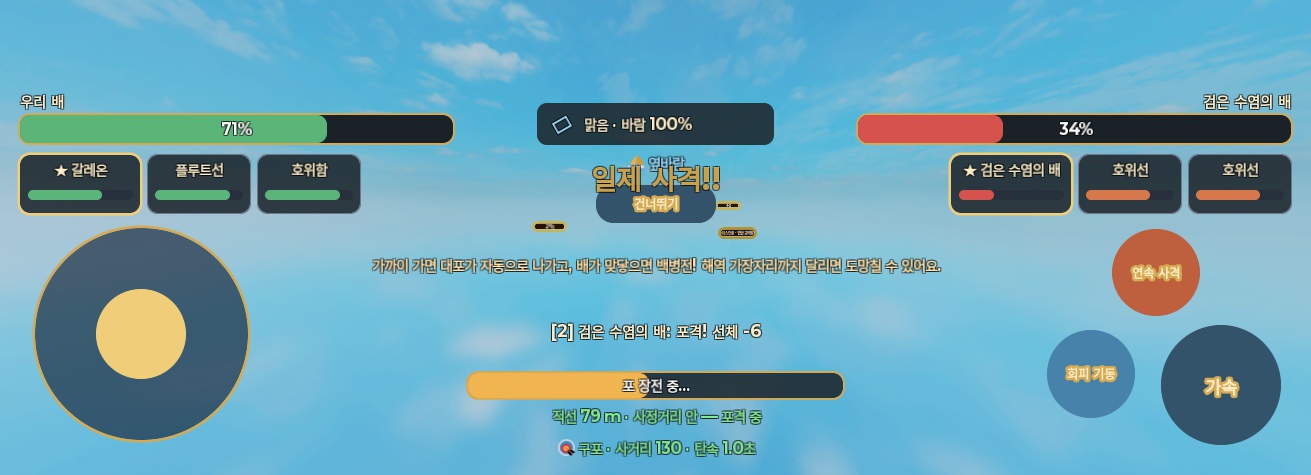 우리 배
검은 수염의 배
71%
맑음 · 바람 100%
34%
★ 갈레온
플루트선
호위함
★ 검은 수염의 배
호위선
호위선
옆바람
일제 사격!!
건너뛰기
가까이 가면 대포가 자동으로 나가고, 배가 맞닿으면 백병전! 해역 가장자리까지 달리면 도망칠 수 있어요.
연속 사격
[2] 검은 수염의 배: 포격! 선체 -6
회피 기동
가속
포 장전 중...
적선 79 m · 사정거리 안 — 포격 중
구포 · 사거리 130 · 탄속 1.0초